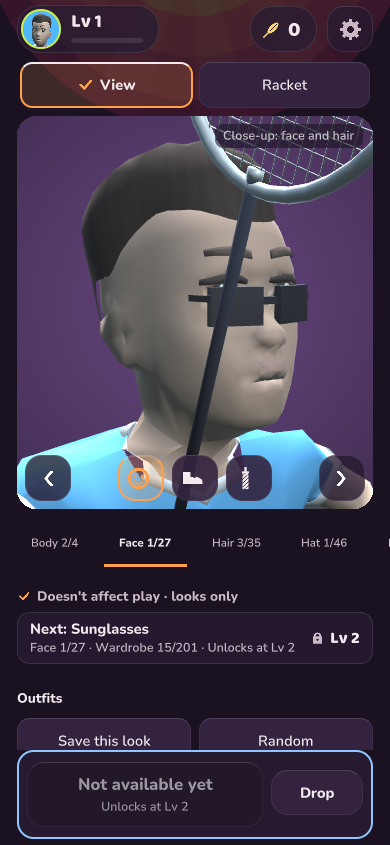 Lv 1
0
View
Racket
Close-up: face and hair
Body 2/4
Face 1/27
Hair 3/35
Hat 1/46
Doesn't affect play · looks only
Next: Sunglasses
Face 1/27 · Wardrobe 15/201 · Unlocks at Lv 2
Lv 2
Outfits
Save this look
Random
Not available yet
Unlocks at Lv 2
Drop